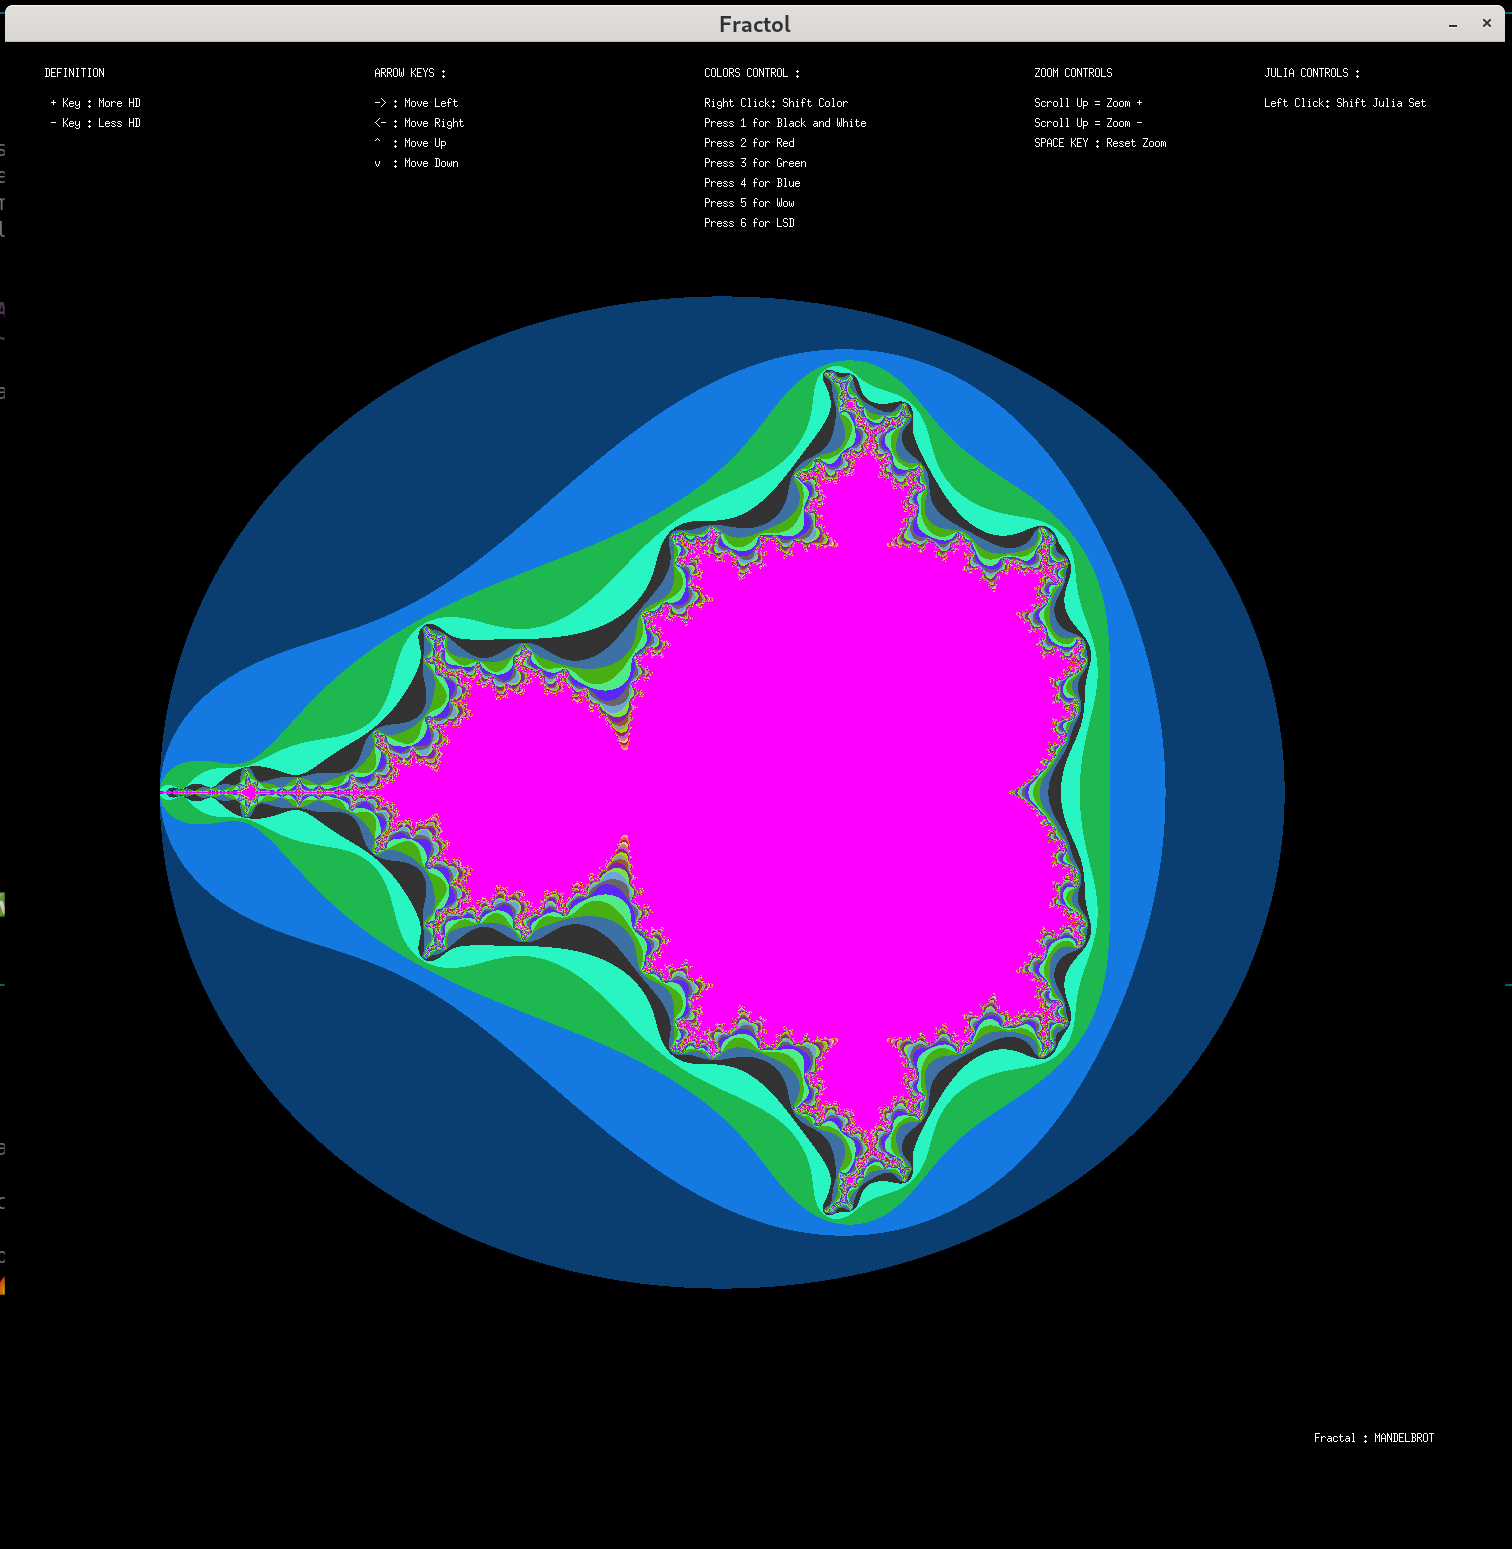 Fractol
DEFINITION
+ Key : More HD
- Key : Less HD
ARROW KEYS :
-> : Move Left
<- : Move Right
^ : Move Up
v : Move Down
COLORS CONTROL :
Right Click: Shift Color
Press 1 for Black and White
Press 2 for Red
Press 3 for Green
Press 4 for Blue
Press 5 for Wow
Press 6 for LSD
ZOOM CONTROLS
Scroll Up = Zoom +
Scroll Up = Zoom -
SPACE KEY : Reset Zoom
JULIA CONTROLS :
Left Click: Shift Julia Set
Fractal : MANDELBROT